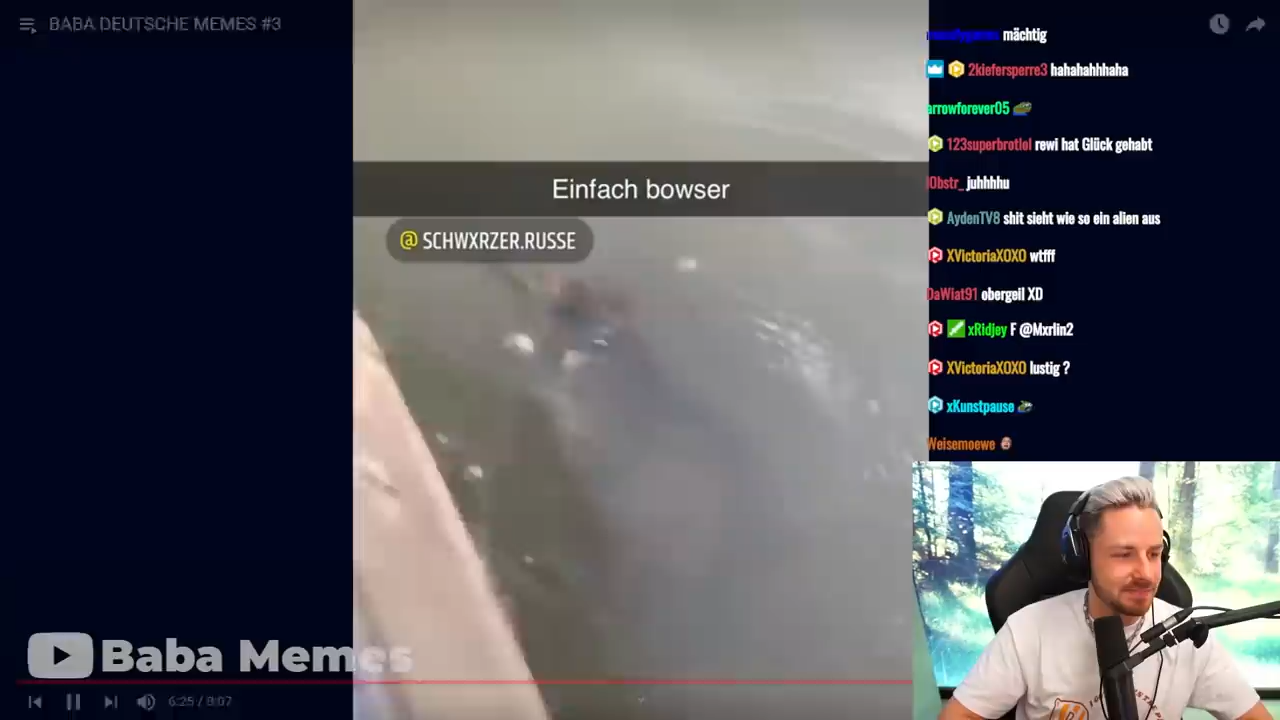 BABA DEUTSCHE MEMES #3
Einfach bowser
@ SCHWXRZER.RUSSE
mächtig
2kiefersperre3 hahahahhhaha
arrowforever05
123superbrotlol rewi hat Glück gehabt
l0bstr_ juhhhhu
AydenTV8 shit sieht wie so ein alien aus
XVictoriaXOXO wtfff
DaWiat91 obergeil XD
xRidjey F @Mxrlin2
XVictoriaXOXO lustig ?
xKunstpause
Weisemoewe
Baba Memes
6:25 / 8:07